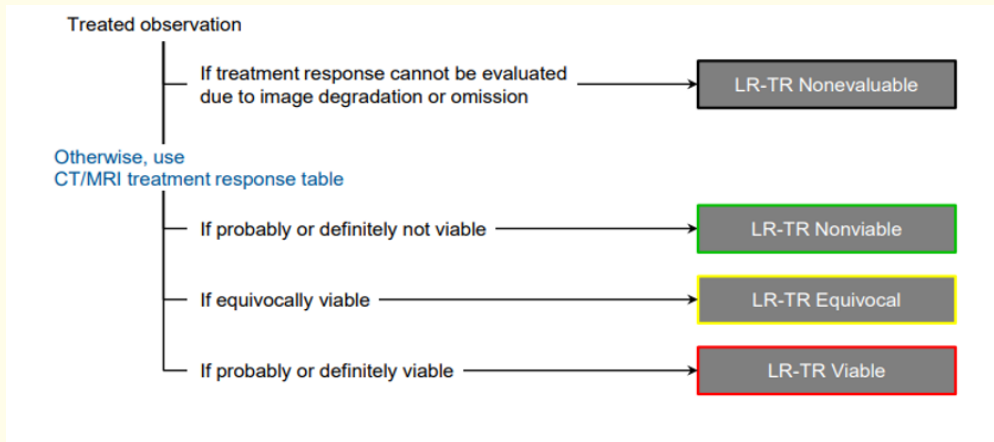 Treated observation
If treatment response cannot be evaluated
due to image degradation or omission
LR-TR Nonevaluable
Otherwise, use
CT/MRI treatment response table
If probably or definitely not viable
LR-TR Nonviable
If equivocally viable
LR-TR Equivocal
If probably or definitely viable
LR-TR Viable